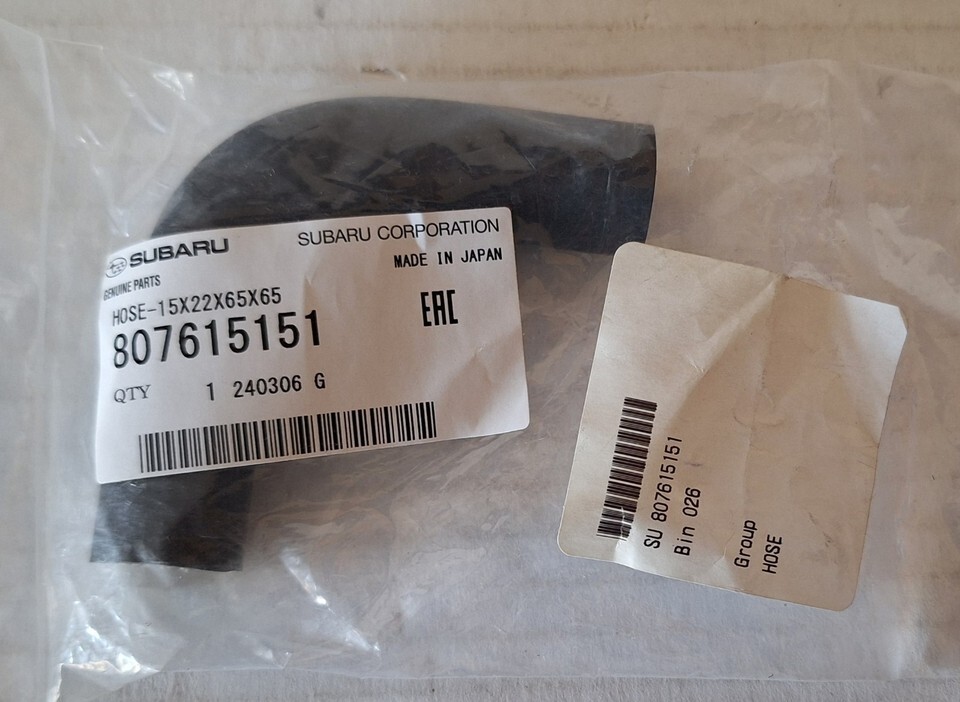 SUBARU
SUBARU CORPORATION
GENUINE PARTS
MADE IN JAPAN
HOSE-15X22X65X65
807615151
EAC
QTY 1 240306 G
SU 807615151
Bin 026
Group
HOSE